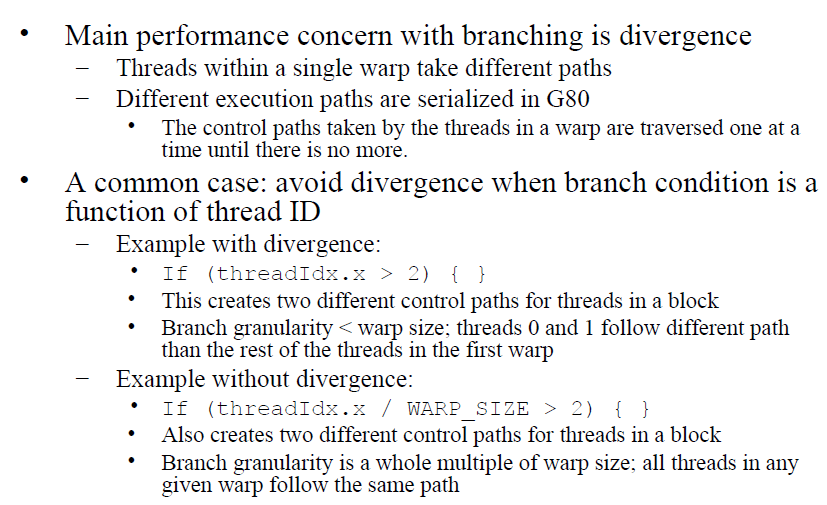 • Main performance concern with branching is divergence
– Threads within a single warp take different paths
– Different execution paths are serialized in G80
• The control paths taken by the threads in a warp are traversed one at a
time until there is no more.
• A common case: avoid divergence when branch condition is a
function of thread ID
– Example with divergence:
• If (threadIdx.x > 2) { }
• This creates two different control paths for threads in a block
• Branch granularity < warp size; threads 0 and 1 follow different path
than the rest of the threads in the first warp
– Example without divergence:
• If (threadIdx.x / WARP_SIZE > 2) { }
• Also creates two different control paths for threads in a block
• Branch granularity is a whole multiple of warp size; all threads in any
given warp follow the same path